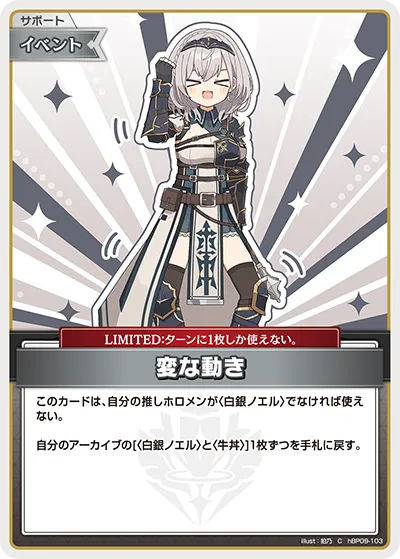 サポート
イベント
LIMITED:ターンに1枚しか使えない。
変な動き
このカードは、自分の推しホロメンが〈白銀ノエル〉でなければ使え
ない。
自分のアーカイブの[〈白銀ノエル〉と〈牛丼〉]1枚ずつを手札に戻す。
illust：粕乃 C hBP09-103